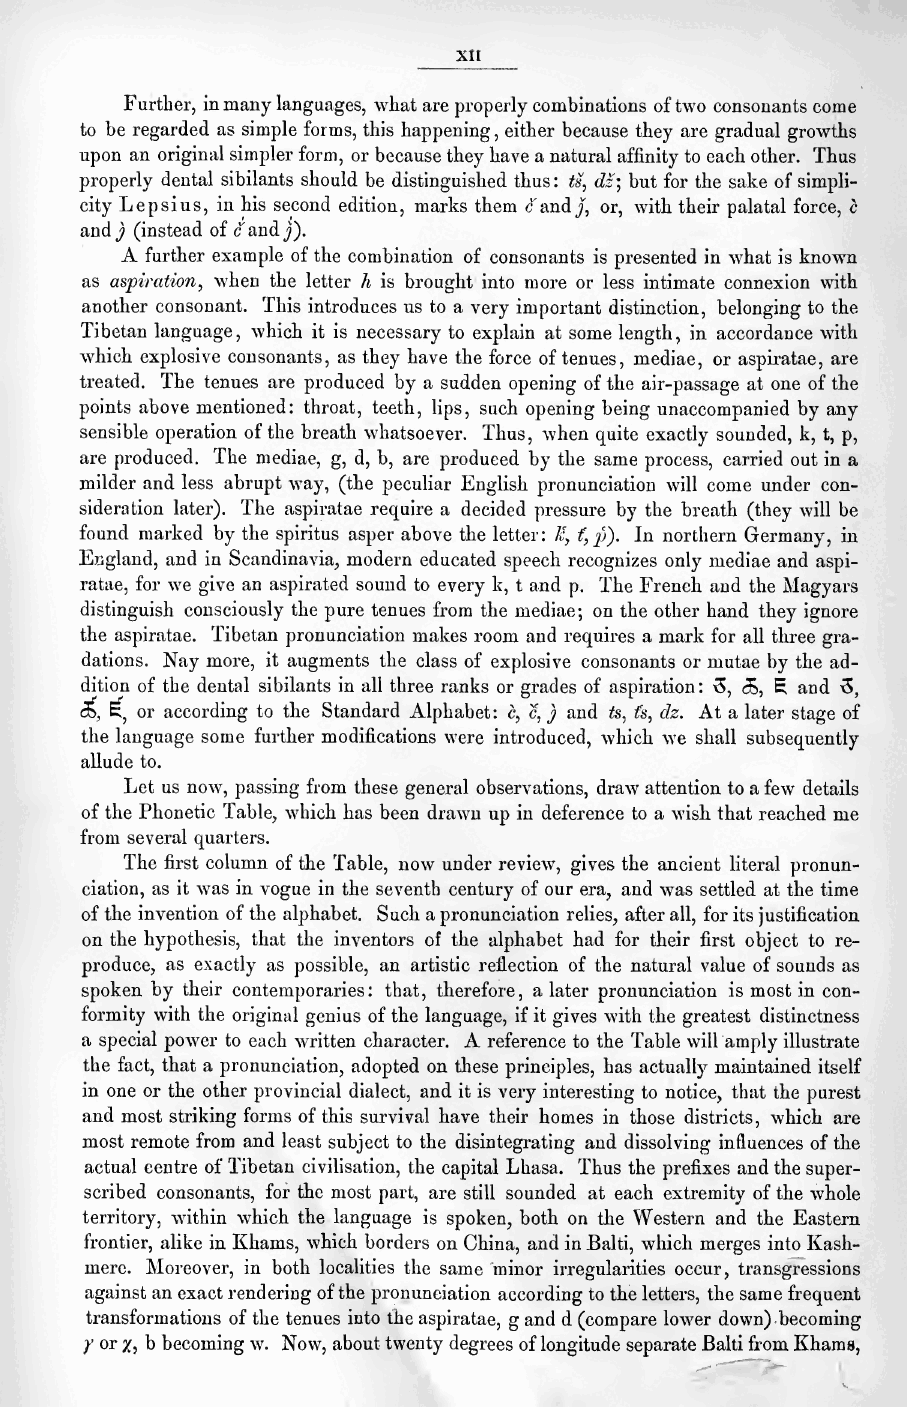 XII
Further, in many languages, what are properly combinations of two consonants come
to be regarded as simple forms, this happening, either because they are gradual growths
upon an original simpler form, or because they have a natural affinity to each other. Thus
properly dental sibilants should be distinguished thus: tš, dž; but for the sake of simpli-
city Lepsius, in his second edition, marks them č and ǰ, or, with their palatal force, c̀
and j̀ (instead of č́ and ǰ́).
A further example of the combination of consonants is presented in what is known
as aspiration, when the letter h is brought into more or less intimate connexion with
another consonant. This introduces us to a very important distinction, belonging to the
Tibetan language, which it is necessary to explain at some length, in accordance with
which explosive consonants, as they have the force of tenues, mediae, or aspiratae, are
treated. The tenues are produced by a sudden opening of the air-passage at one of the
points above mentioned: throat, teeth, lips, such opening being unaccompanied by any
sensible operation of the breath whatsoever. Thus, when quite exactly sounded, k, t, p,
are produced. The mediae, g, d, b, are produced by the same process, carried out in a
milder and less abrupt way, (the peculiar English pronunciation will come under con-
sideration later). The aspiratae require a decided pressure by the breath (they will be
found marked by the spiritus asper above the letter: k̔, t̔, p̔). In northern Germany, in
England, and in Scandinavia, modern educated speech recognizes only mediae and aspi-
ratae, for we give an aspirated sound to every k, t and p. The French and the Magyars
distinguish consciously the pure tenues from the mediae; on the other hand they ignore
the aspiratae. Tibetan pronunciation makes room and requires a mark for all three gra-
dations. Nay more, it augments the class of explosive consonants or mutae by the ad-
dition of the dental sibilants in all three ranks or grades of aspiration: ཅ, ཆ, ཇ and ཙ,
ཚ, ཛ, or according to the Standard Alphabet: c̀, c̔, j̀ and ts, t̔s, dz. At a later stage of
the language some further modifications were introduced, which we shall subsequently
allude to.
Let us now, passing from these general observations, draw attention to a few details
of the Phonetic Table, which has been drawn up in deference to a wish that reached me
from several quarters.
The first column of the Table, now under review, gives the ancient literal pronun-
ciation, as it was in vogue in the seventh century of our era, and was settled at the time
of the invention of the alphabet. Such a pronunciation relies, after all, for its justification
on the hypothesis, that the inventors of the alphabet had for their first object to re-
produce, as exactly as possible, an artistic reflection of the natural value of sounds as
spoken by their contemporaries: that, therefore, a later pronunciation is most in con-
formity with the original genius of the language, if it gives with the greatest distinctness
a special power to each written character. A reference to the Table will amply illustrate
the fact, that a pronunciation, adopted on these principles, has actually maintained itself
in one or the other provincial dialect, and it is very interesting to notice, that the purest
and most striking forms of this survival have their homes in those districts, which are
most remote from and least subject to the disintegrating and dissolving influences of the
actual centre of Tibetan civilisation, the capital Lhasa. Thus the prefixes and the super-
scribed consonants, for the most part, are still sounded at each extremity of the whole
territory, within which the language is spoken, both on the Western and the Eastern
frontier, alike in Khams, which borders on China, and in Balti, which merges into Kash-
mere. Moreover, in both localities the same minor irregularities occur, transgressions
against an exact rendering of the pronunciation according to the letters, the same frequent
transformations of the tenues into the aspiratae, g and d (compare lower down) becoming
γ or χ, b becoming w. Now, about twenty degrees of longitude separate Balti from Khams,